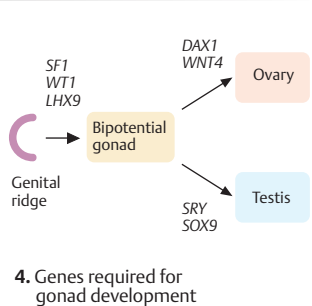 SF1
WT1
LHX9
Genital
ridge
Bipotential
gonad
DAX1
WNT4
Ovary
SRY
SOX9
Testis
4. Genes required for
gonad development